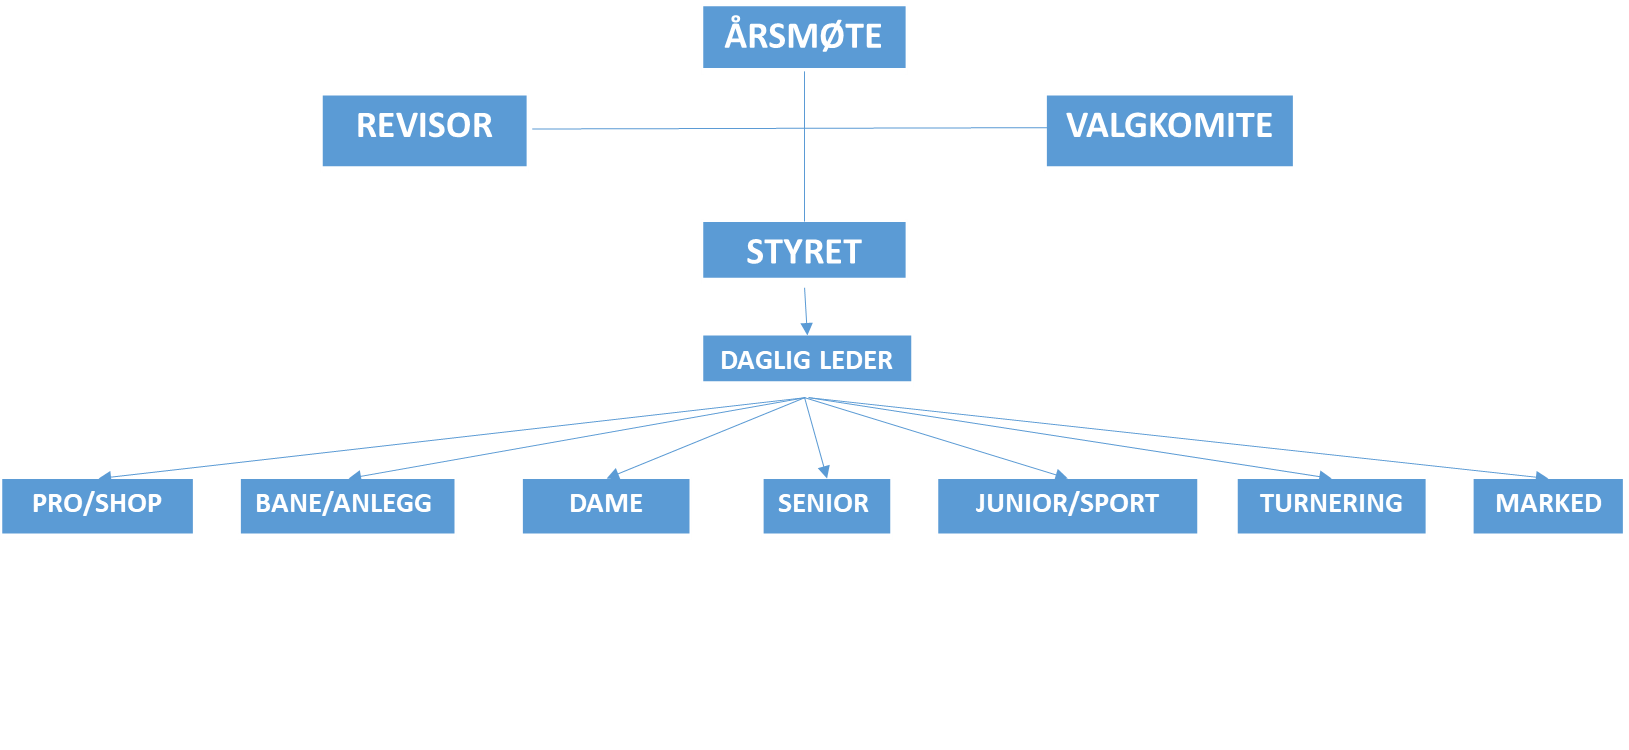 ÅRSMØTE
REVISOR
VALGKOMITE
STYRET
DAGLIG LEDER
PRO/SHOP
BANE/ANLEGG
DAME
SENIOR
JUNIOR/SPORT
TURNERING
MARKED